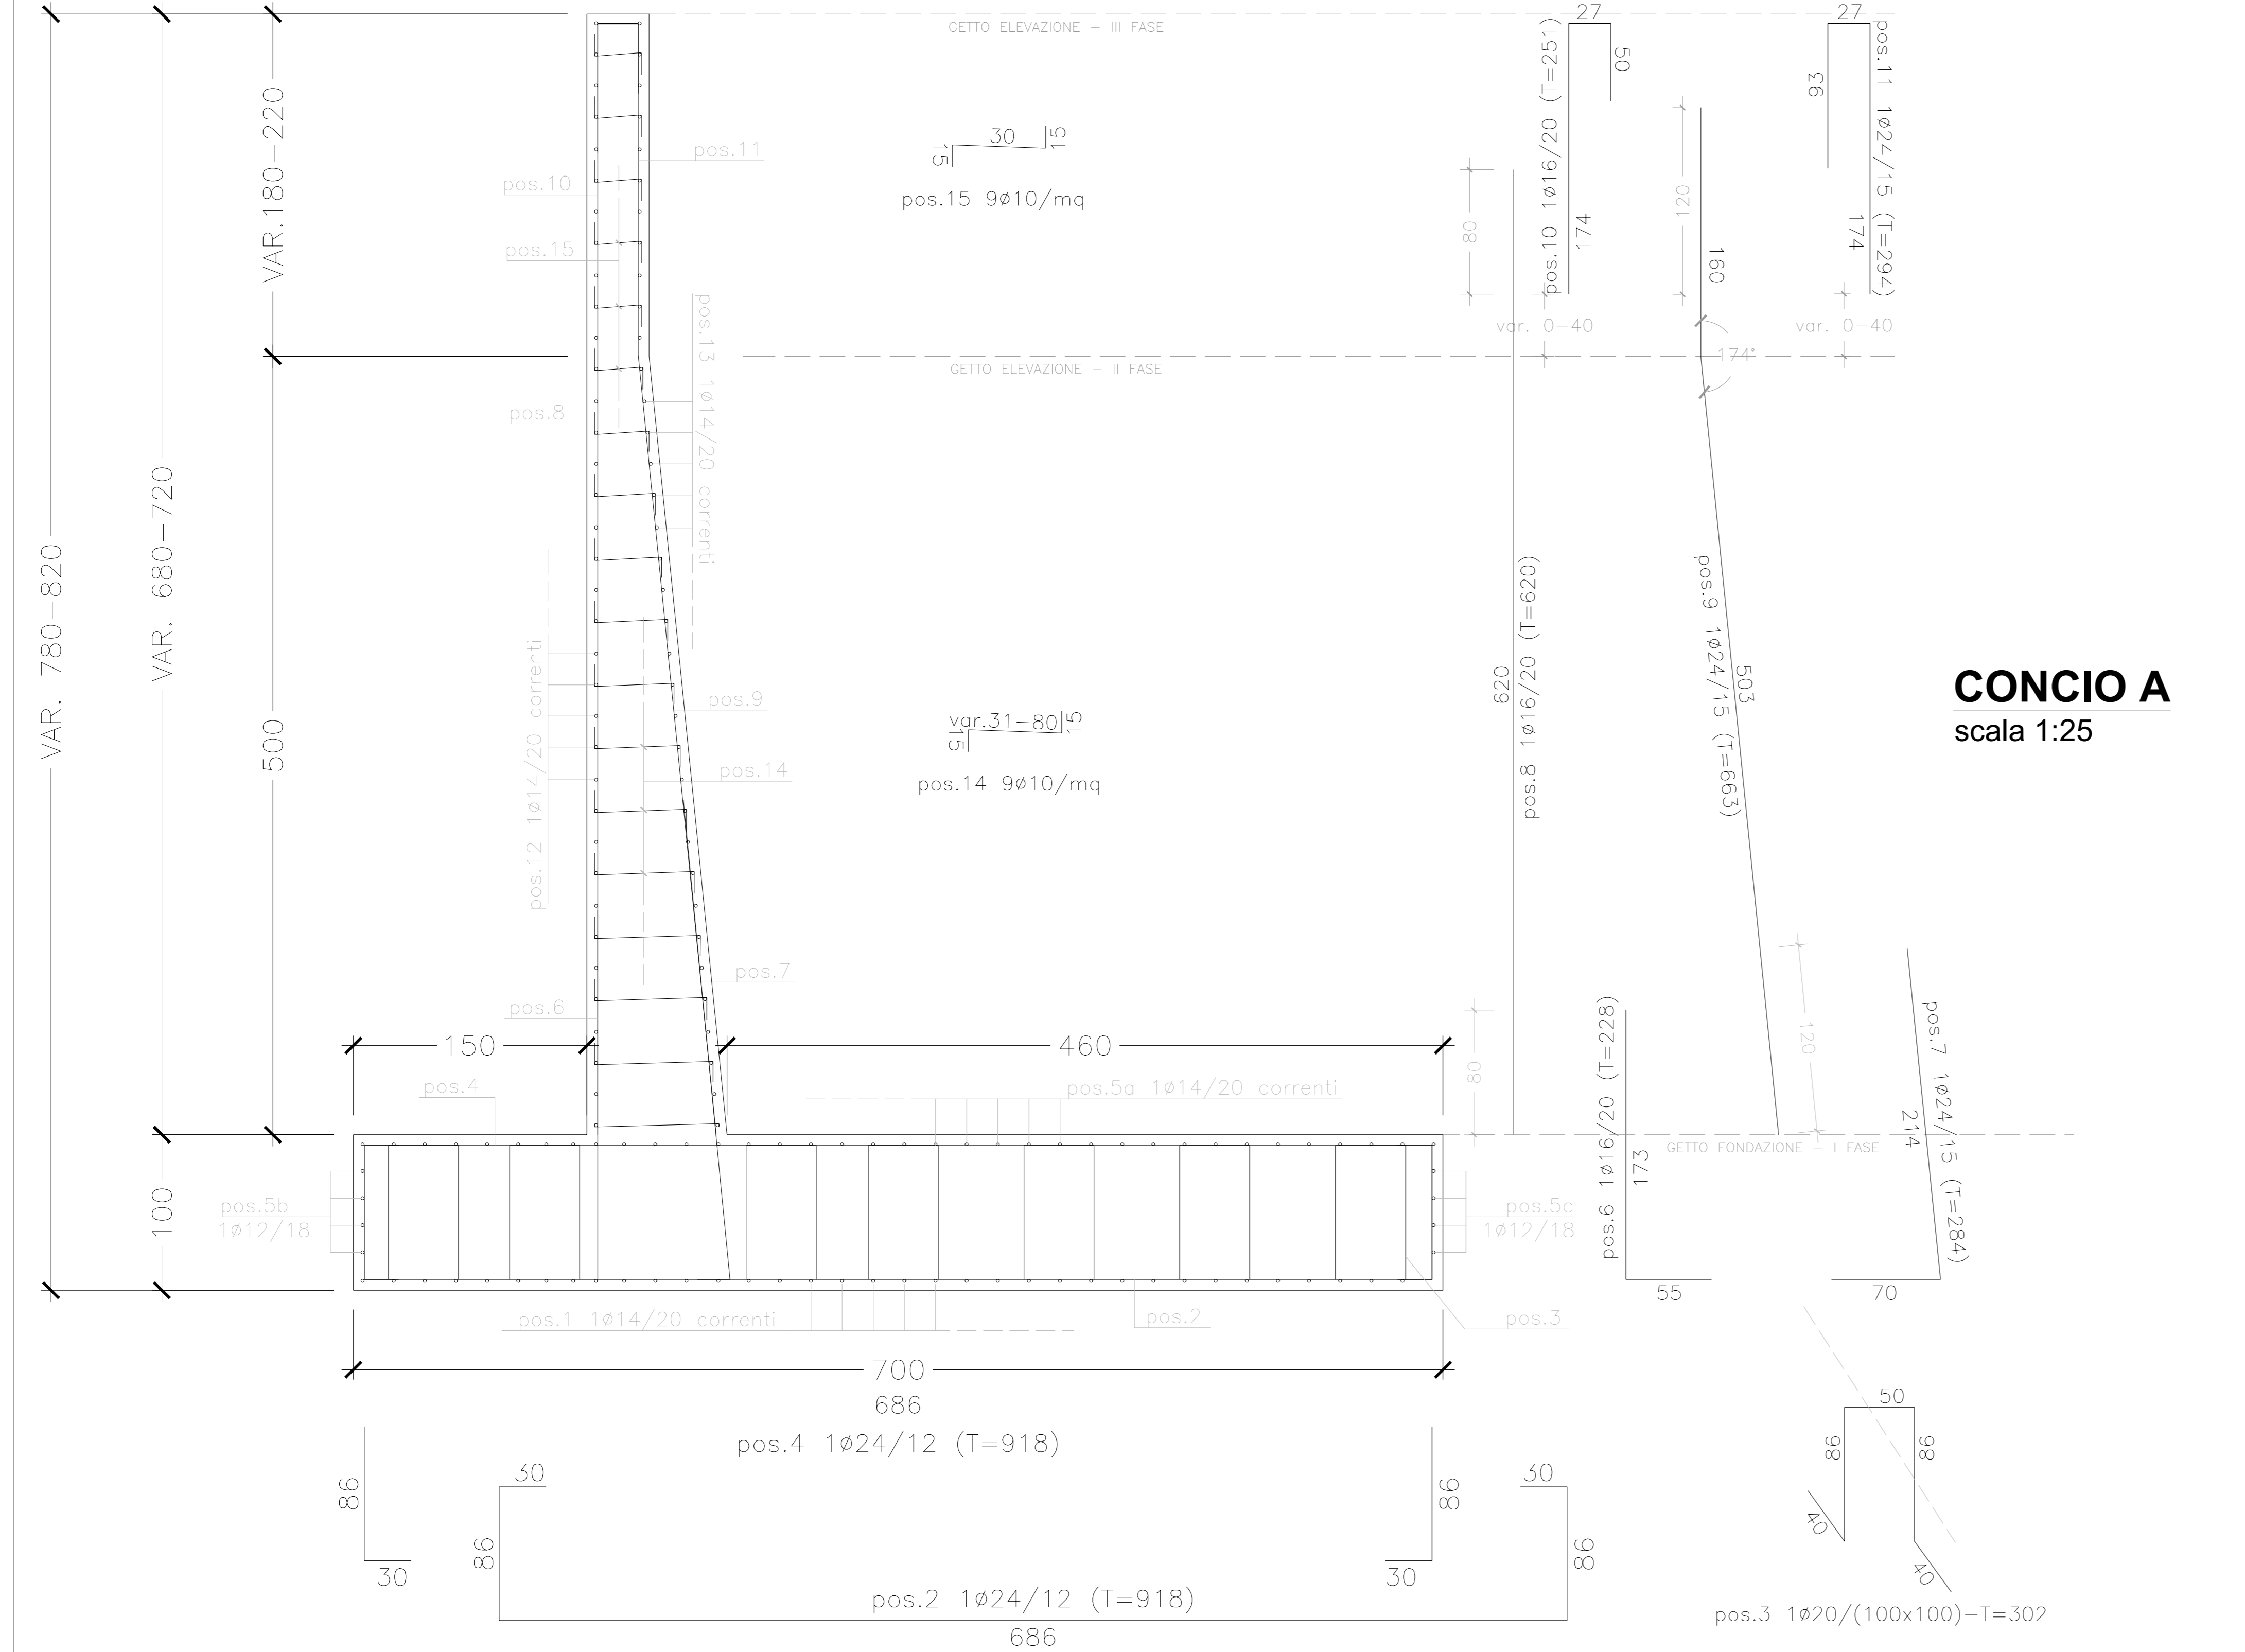 GETTO ELEVAZIONE – III FASE
VAR.180–220
VAR. 680–720
VAR. 780–820
500
100
pos.11
pos.10
pos.15
30
15
15
pos.15 9ø10/mq
pos.13 1ø14/20 correnti
GETTO ELEVAZIONE – II FASE
pos.8
pos.12 1ø14/20 correnti
pos.9
var.31–80
15
15
pos.14 9ø10/mq
pos.14
pos.7
pos.6
150
460
pos.4
pos.5a 1ø14/20 correnti
pos.5b
1ø12/18
pos.5c
1ø12/18
GETTO FONDAZIONE – I FASE
pos.1 1ø14/20 correnti
pos.2
pos.3
700
27
50
pos.10 1ø16/20 (T=251)
174
27
93
pos.11 1ø24/15 (T=294)
174
80
120
160
var. 0–40
var. 0–40
174°
620
pos.8 1ø16/20 (T=620)
503
pos.9 1ø24/15 (T=663)
CONCIO A
scala 1:25
80
120
pos.6 1ø16/20 (T=228)
173
55
pos.7 1ø24/15 (T=284)
214
70
686
pos.4 1ø24/12 (T=918)
86
86
30
30
30
30
86
86
pos.2 1ø24/12 (T=918)
686
50
86
86
40
40
pos.3 1ø20/(100x100)–T=302